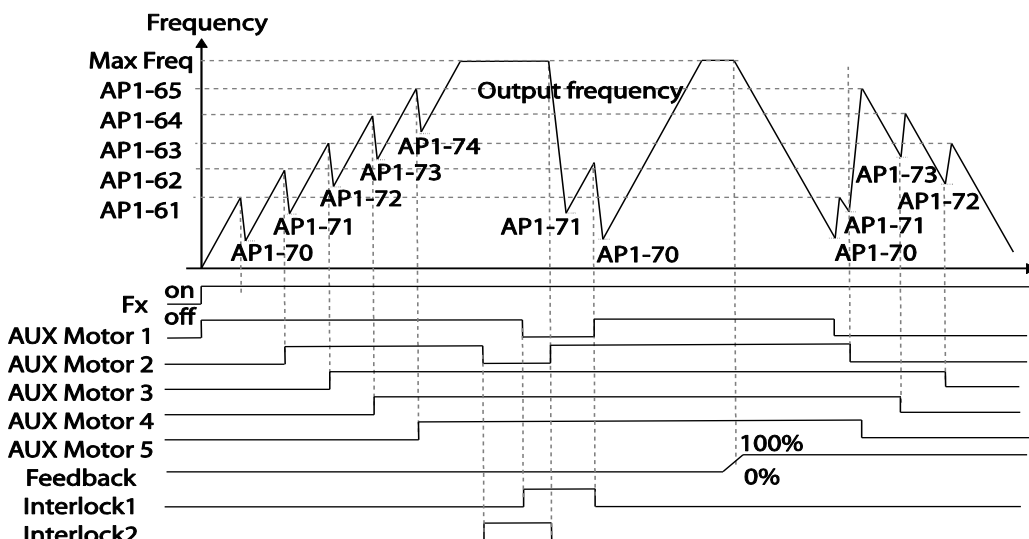 Frequency
Max Freq
AP1-65
Output frequency
AP1-64
AP1-63
AP1-74
AP1-62
AP1-73
AP1-73
AP1-61
AP1-72
AP1-72
AP1-71
AP1-71
AP1-71
AP1-70
AP1-70
AP1-70
on
Fx
off
AUX Motor 1
AUX Motor 2
AUX Motor 3
AUX Motor 4
AUX Motor 5
100%
Feedback
0%
Interlock1
Interlock2